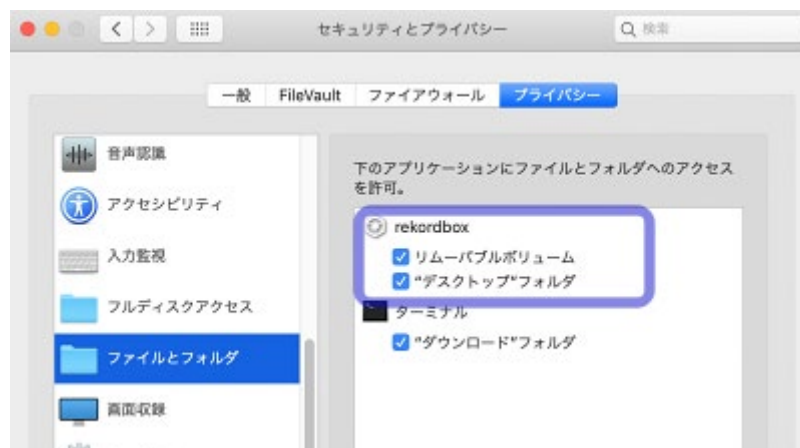 セキュリティとプライバシー
検索
一般
FileVault
ファイアウォール
プライバシー
音声認識
アクセシビリティ
入力監視
フルディスクアクセス
ファイルとフォルダ
画面収録
下のアプリケーションにファイルとフォルダへのアクセス
を許可。
rekordbox
リムーバブルボリューム
"デスクトップ"フォルダ
ターミナル
"ダウンロード"フォルダ